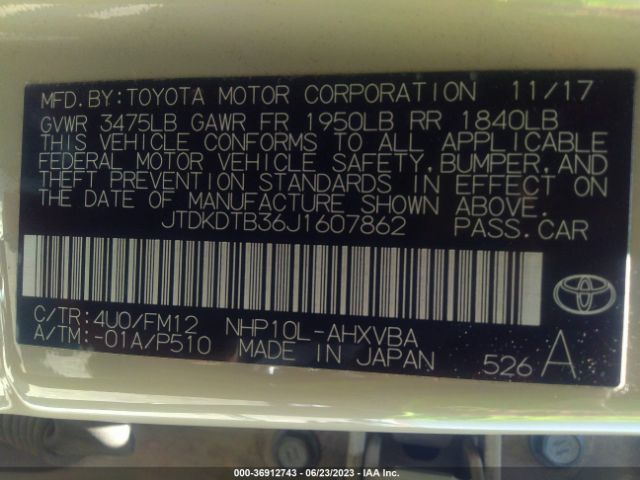 MFD.BY:TOYOTA MOTOR CORPORATION 11/17
GVWR 3475LB GAWR FR 1950LB RR 1840LB
THIS VEHICLE CONFORMS TO ALL APPLICABLE
FEDERAL MOTOR VEHICLE SAFETY, BUMPER, AND
THEFT PREVENTION STANDARDS IN EFFECT ON
THE DATE OF MANUFACTURE SHOWN ABOVE.
JTDKDTB36J1607862 PASS.CAR
C/TR:4U0/FM12 NHP10L-AHXVBA
A/TM:-01A/P510 MADE IN JAPAN 526 A
000-36912743 - 06/23/2023 - IAA Inc.